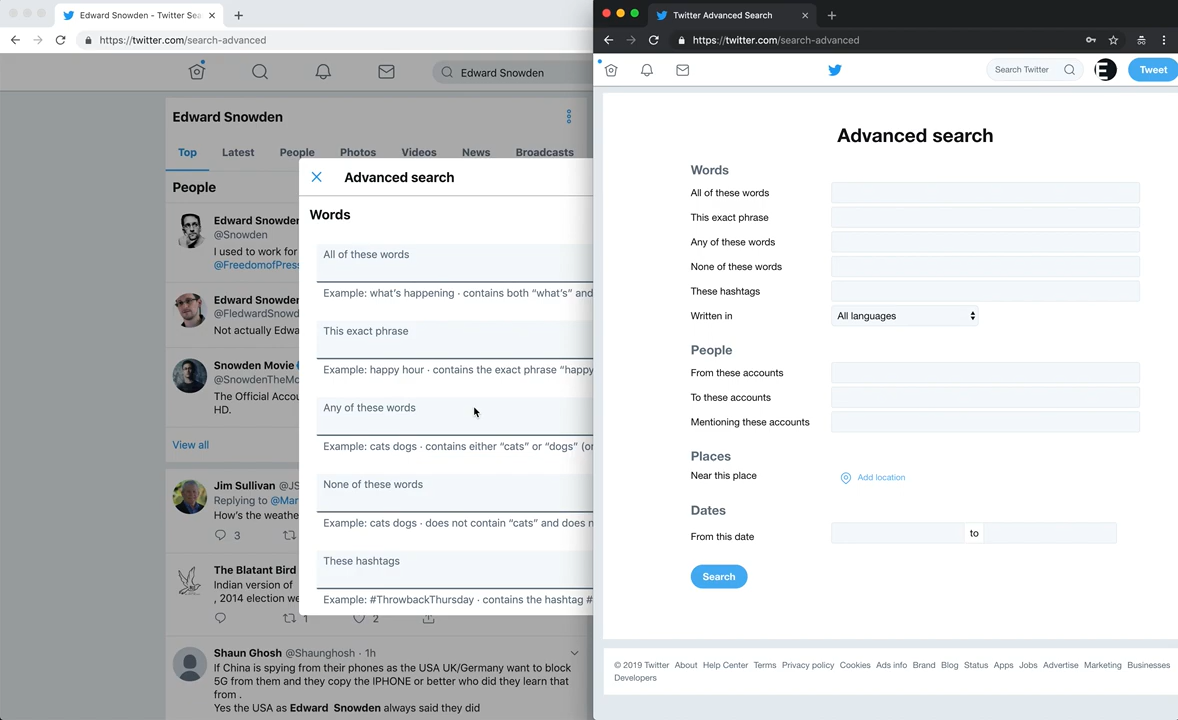 Edward Snowden - Twitter Sea
https://twitter.com/search-advanced
Edward Snowden
Edward Snowden
Top Latest People Photos Videos News Broadcasts
People
Edward Snowden
@Snowden
I used to work for
@FreedomofPress
Edward Snowden
@FledwardSnowd
Not actually Edwa
Snowden Movie
@SnowdenTheMo
The Official Accou
HD.
View all
Jim Sullivan @JS
Replying to @Mar
How's the weathe
3
The Blatant Bird
Indian version of
, 2014 election we
1 2
Shaun Ghosh @Shaunghosh · 1h
If China is spying from their phones as the USA UK/Germany want to block
5G from them and they copy the IPHONE or better who did they learn that
from .
Yes the USA as Edward Snowden always said they did
Advanced search
Words
All of these words
Example: what's happening · contains both “what's” and
This exact phrase
Example: happy hour · contains the exact phrase “happy
Any of these words
Example: cats dogs · contains either “cats” or “dogs” (or
None of these words
Example: cats dogs · does not contain “cats” and does n
These hashtags
Example: #ThrowbackThursday · contains the hashtag #
Twitter Advanced Search
https://twitter.com/search-advanced
Search Twitter
Tweet
Advanced search
Words
All of these words
This exact phrase
Any of these words
None of these words
These hashtags
Written in All languages
People
From these accounts
To these accounts
Mentioning these accounts
Places
Near this place Add location
Dates
From this date to
Search
© 2019 Twitter About Help Center Terms Privacy policy Cookies Ads info Brand Blog Status Apps Jobs Advertise Marketing Businesses
Developers